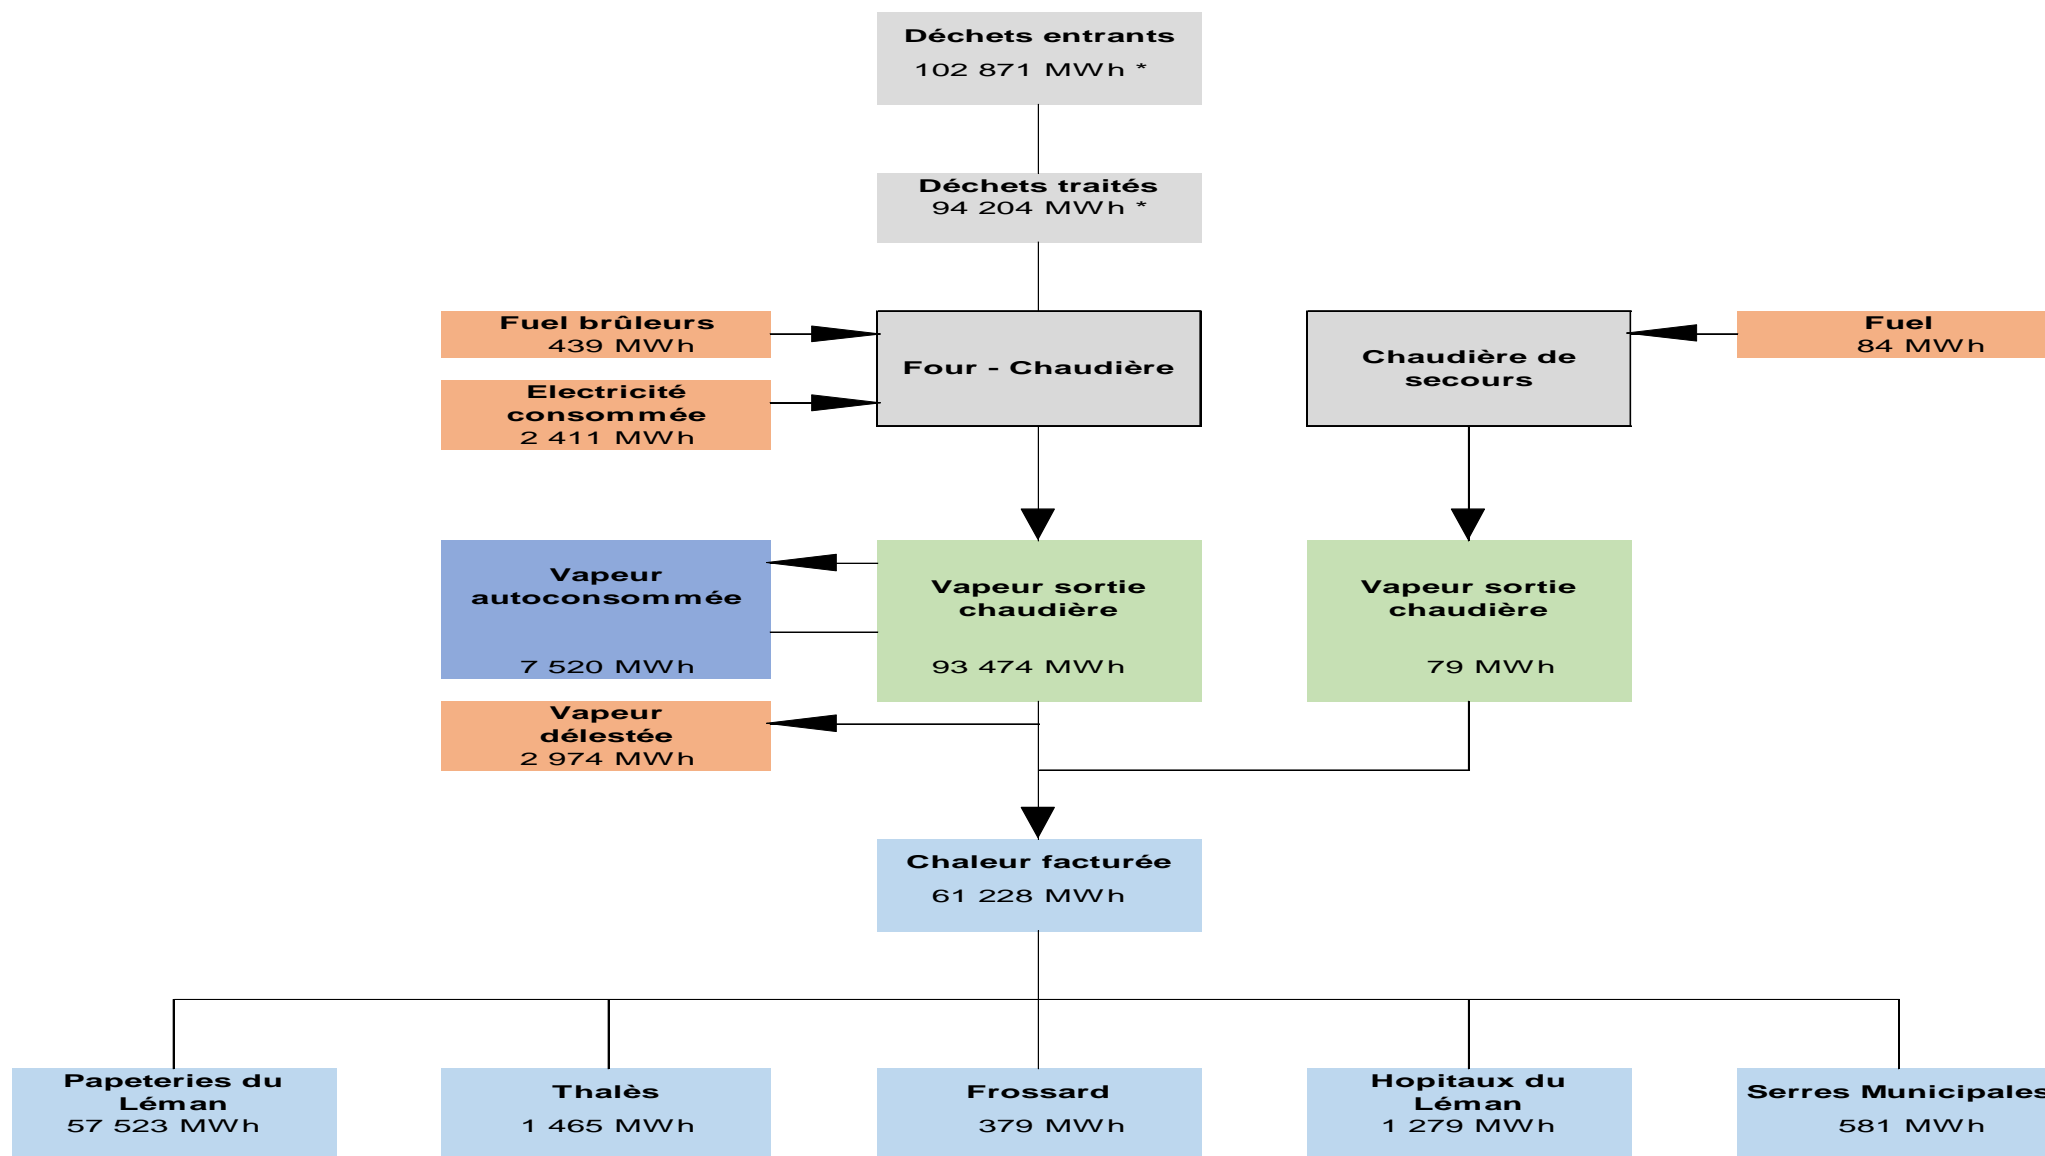 Déchets entrants
102 871 MWh *
Déchets traités
94 204 MWh *
Fuel brûleurs
439 MWh
Electricité
consommée
2 411 MWh
Four - Chaudière
Chaudière de
secours
Fuel
84 MWh
Vapeur
autoconsommée
7 520 MWh
Vapeur sortie
chaudière
93 474 MWh
Vapeur sortie
chaudière
79 MWh
Vapeur
délestée
2 974 MWh
Chaleur facturée
61 228 MWh
Papeteries du
Léman
57 523 MWh
Thalès
1 465 MWh
Frossard
379 MWh
Hopitaux du
Léman
1 279 MWh
Serres Municipales
581 MWh